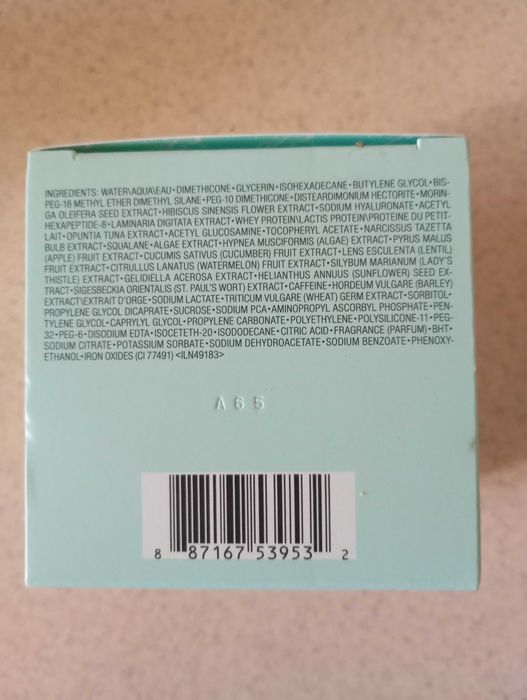 INGREDIENTS: WATER\AQUA\EAU•DIMETHICONE•GLYCERIN•ISOHEXADECANE•BUTYLENE GLYCOL•BIS-
PEG-18 METHYL ETHER DIMETHYL SILANE•PEG-10 DIMETHICONE•DISTEARDIMONIUM HECTORITE•MORIN-
GA OLEIFERA SEED EXTRACT•HIBISCUS SINENSIS FLOWER EXTRACT•SODIUM HYALURONATE•ACETYL
HEXAPEPTIDE-8•LAMINARIA DIGITATA EXTRACT•WHEY PROTEIN\LACTIS PROTEIN\PROTEINE DU PETIT-
LAIT•OPUNTIA TUNA EXTRACT•ACETYL GLUCOSAMINE•TOCOPHERYL ACETATE•NARCISSUS TAZETTA
BULB EXTRACT•SQUALANE•ALGAE EXTRACT•HYPNEA MUSCIFORMIS (ALGAE) EXTRACT•PYRUS MALUS
(APPLE) FRUIT EXTRACT•CUCUMIS SATIVUS (CUCUMBER) FRUIT EXTRACT•LENS ESCULENTA (LENTIL)
FRUIT EXTRACT•CITRULLUS LANATUS (WATERMELON) FRUIT EXTRACT•SILYBUM MARIANUM (LADY'S
THISTLE) EXTRACT•GELIDIELLA ACEROSA EXTRACT•HELIANTHUS ANNUUS (SUNFLOWER) SEED EX-
TRACT•SIGESBECKIA ORIENTALIS (ST. PAUL'S WORT) EXTRACT•CAFFEINE•HORDEUM VULGARE (BARLEY)
EXTRACT\EXTRAIT D'ORGE•SODIUM LACTATE•TRITICUM VULGARE (WHEAT) GERM EXTRACT•SORBITOL•
PROPYLENE GLYCOL DICAPRATE•SUCROSE•SODIUM PCA•AMINOPROPYL ASCORBYL PHOSPHATE•PEN-
TYLENE GLYCOL•CAPRYLYL GLYCOL•PROPYLENE CARBONATE•POLYETHYLENE•POLYSILICONE-11•PEG-
32•PEG-6•DISODIUM EDTA•ISOCETETH-20•ISODODECANE•CITRIC ACID•FRAGRANCE (PARFUM)•BHT•
SODIUM CITRATE•POTASSIUM SORBATE•SODIUM DEHYDROACETATE•SODIUM BENZOATE•PHENOXY-
ETHANOL•IRON OXIDES (CI 77491) <ILN49183>
A65
8 87167 53953 2